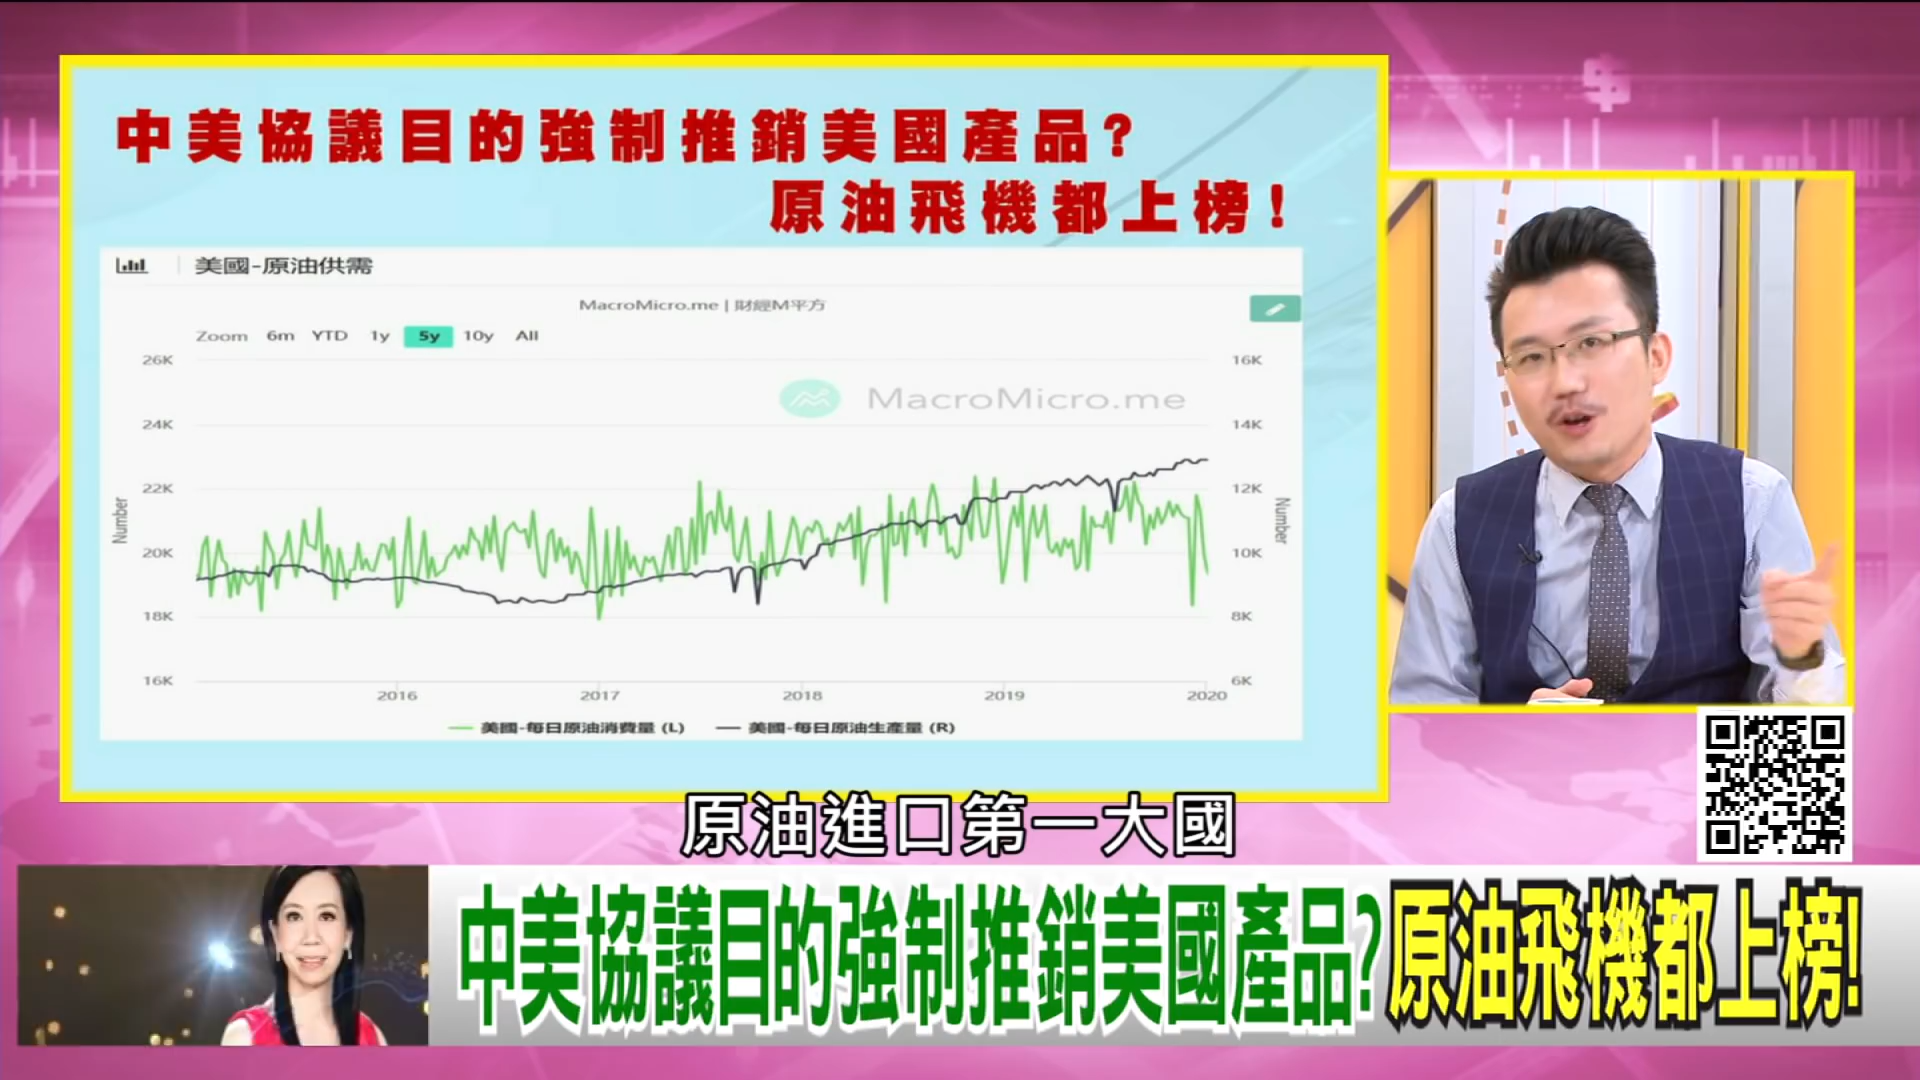 中美協議目的強制推銷美國產品?
原油飛機都上榜!
美國-原油供需
MacroMicro.me | 財經M平方
Zoom 6m YTD 1y 5y 10y All
MacroMicro.me
26K
24K
22K
20K
18K
16K
Number
16K
14K
12K
10K
8K
6K
Number
2016 2017 2018 2019 2020
美國-每日原油消費量 (L) 美國-每日原油生產量 (R)
原油進口第一大國
中美協議目的強制推銷美國產品?原油飛機都上榜!